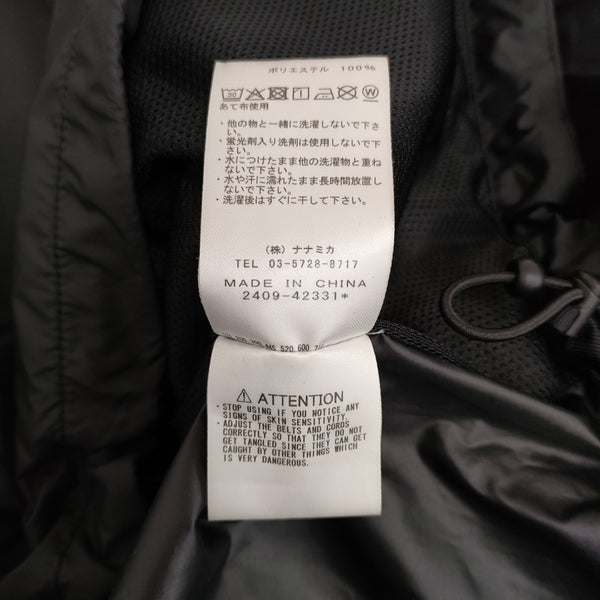 ポリエステル 100%
30 W
あて布使用
・他の物と一緒に洗濯しないで下さ
い。
・蛍光剤入り洗剤は使用しないで下
さい。
・水につけたまま他の洗濯物と重ね
ないで下さい。
・水や汗に濡れたまま長時間放置し
ないで下さい。
・洗濯後はすぐに干して下さい。
(株) ナナミカ
TEL 03-5728-8717
MADE IN CHINA
2409-42331*
520 600
ATTENTION
・STOP USING IF YOU NOTICE ANY
SIGNS OF SKIN SENSITIVITY.
・ADJUST THE BELTS AND CORDS
CORRECTLY SO THAT THEY DO NOT
GET TANGLED SINCE THEY CAN GET
CAUGHT BY OTHER THINGS WHICH
IS VERY DANGEROUS.